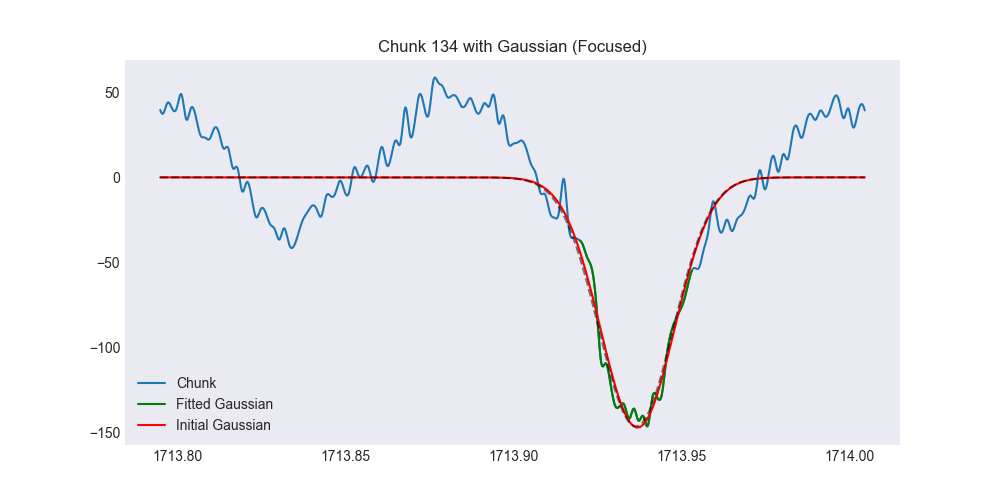 Chunk 134 with Gaussian (Focused)
50
0
−50
−100
−150
Chunk
Fitted Gaussian
Initial Gaussian
1713.80 1713.85 1713.90 1713.95 1714.00